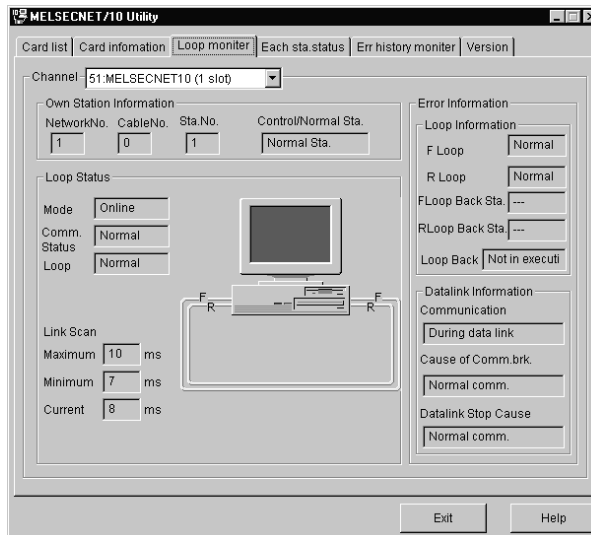 MELSECNET/10 Utility
Card list Card infomation Loop moniter Each sta.status Err history moniter Version
Channel 51:MELSECNET10 (1 slot)
Own Station Information
NetworkNo. CableNo. Sta.No. Control/Normal Sta.
1 0 1 Normal Sta.
Loop Status
Mode Online
Comm. Status Normal
Loop Normal
F R
F R
Link Scan
Maximum 10 ms
Minimum 7 ms
Current 8 ms
Error Information
Loop Information
F Loop Normal
R Loop Normal
FLoop Back Sta. ---
RLoop Back Sta. ---
Loop Back Not in executi
Datalink Information
Communication
During data link
Cause of Comm.brk.
Normal comm.
Datalink Stop Cause
Normal comm.
Exit Help